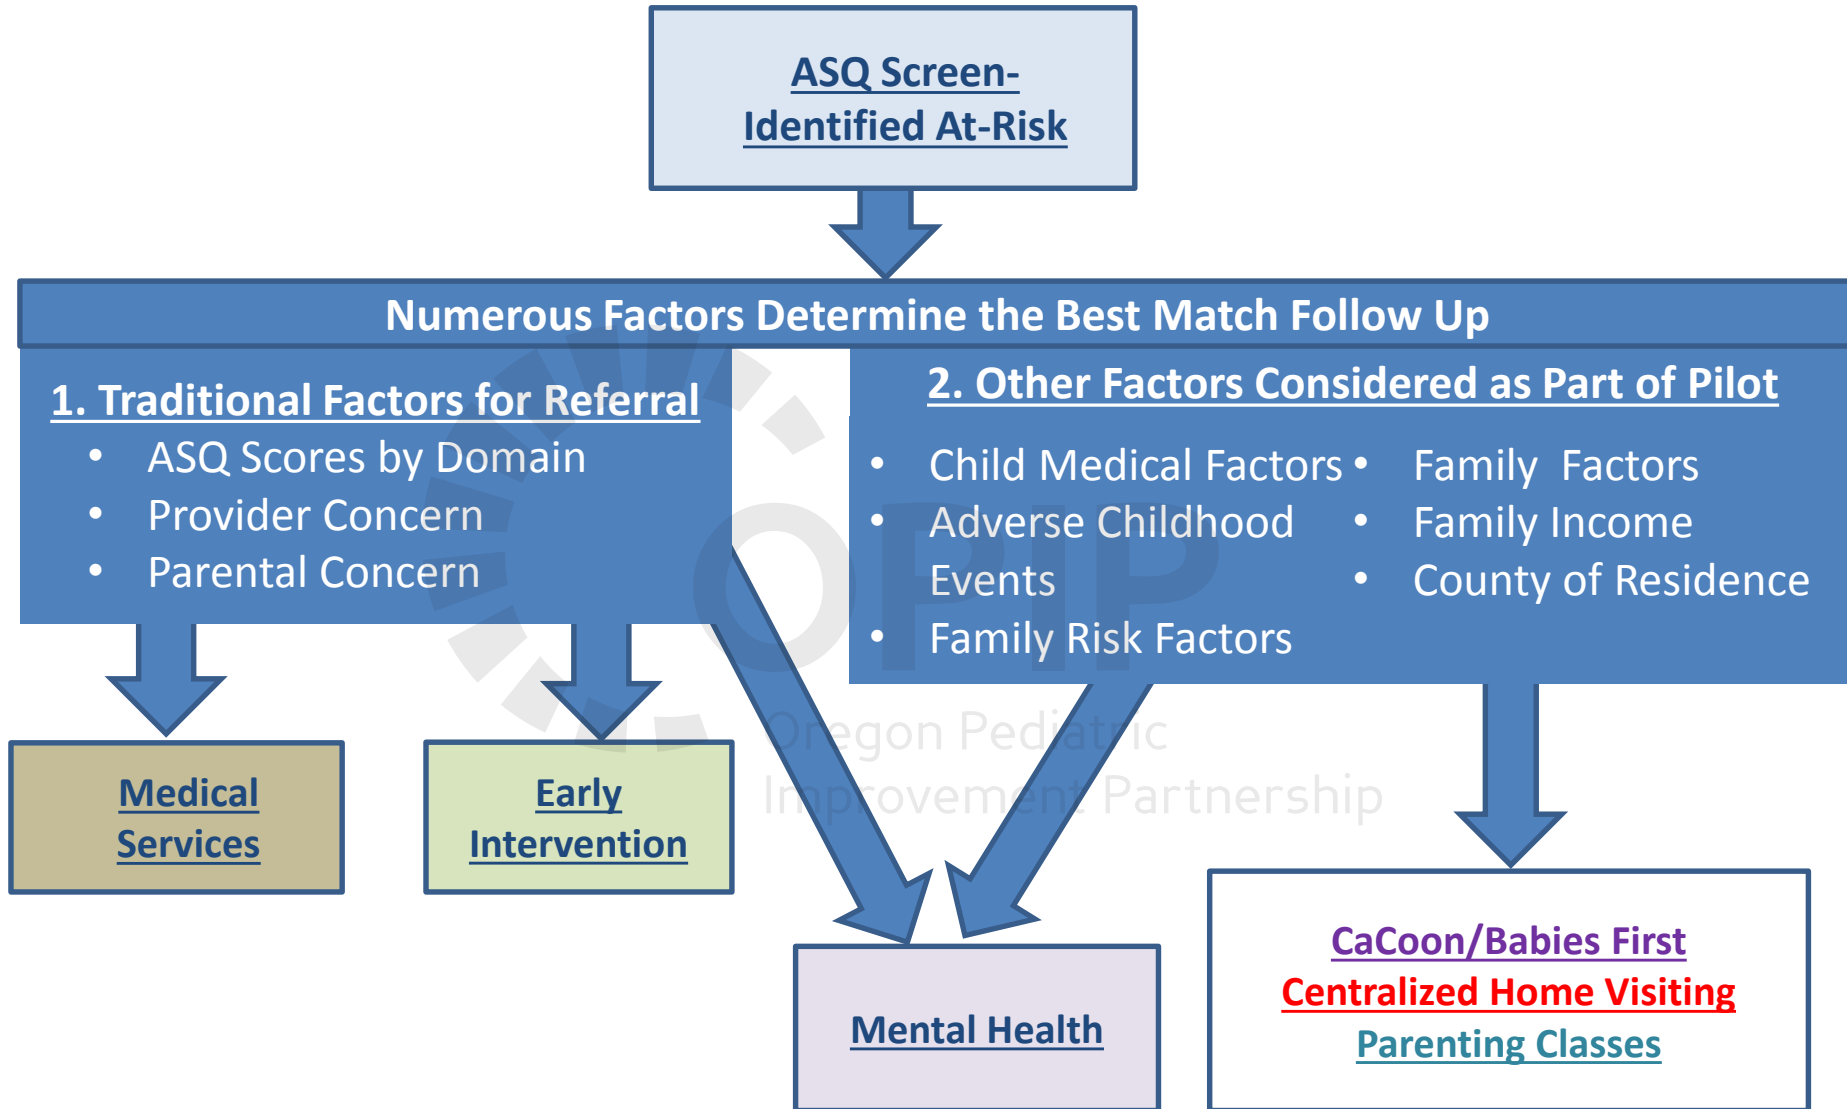 ASQ Screen-
Identified At-Risk
Numerous Factors Determine the Best Match Follow Up
1. Traditional Factors for Referral
• ASQ Scores by Domain
• Provider Concern
• Parental Concern
2. Other Factors Considered as Part of Pilot
• Child Medical Factors
• Adverse Childhood
Events
• Family Risk Factors
• Family  Factors
• Family Income
• County of Residence
OPIP
Oregon Pediatric
Improvement Partnership
Medical
Services
Early
Intervention
Mental Health
CaCoon/Babies First
Centralized Home Visiting
Parenting Classes